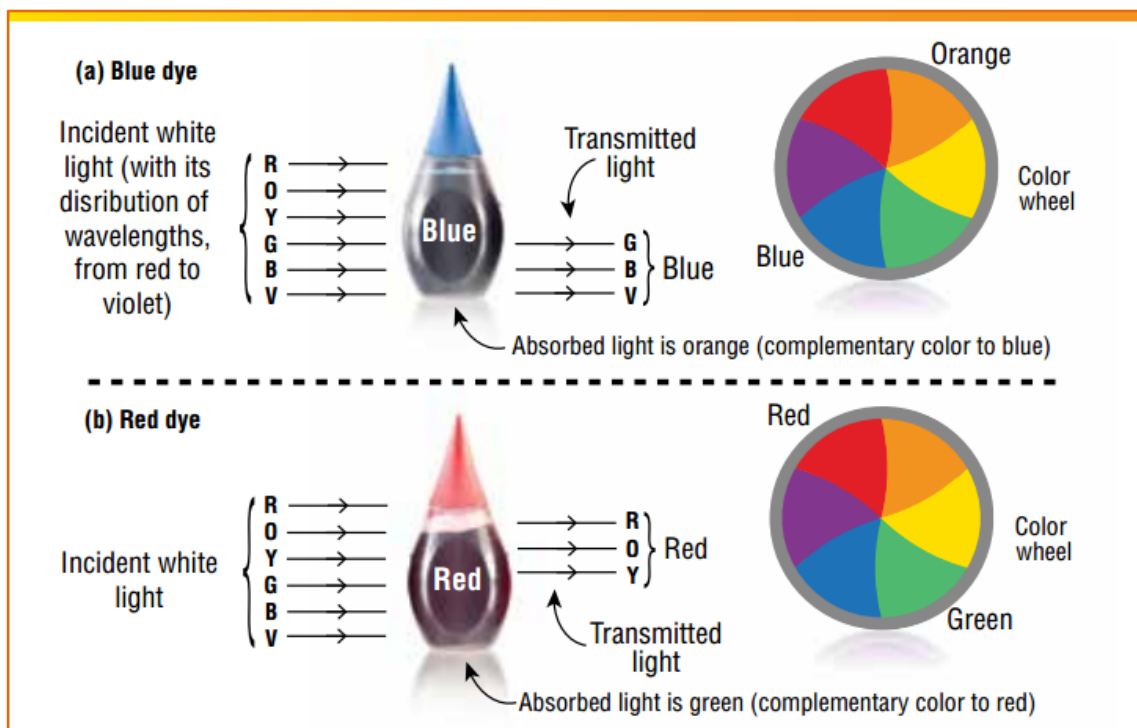 (a) Blue dye
Incident white
light (with its
disribution of
wavelengths,
from red to
violet)
R
O
Y
G
B
V
Blue
Transmitted
light
G
B
V
Blue
Absorbed light is orange (complementary color to blue)
Orange
Color
wheel
Blue
(b) Red dye
Incident white
light
R
O
Y
G
B
V
Red
R
O
Y
Red
Transmitted
light
Absorbed light is green (complementary color to red)
Red
Color
wheel
Green